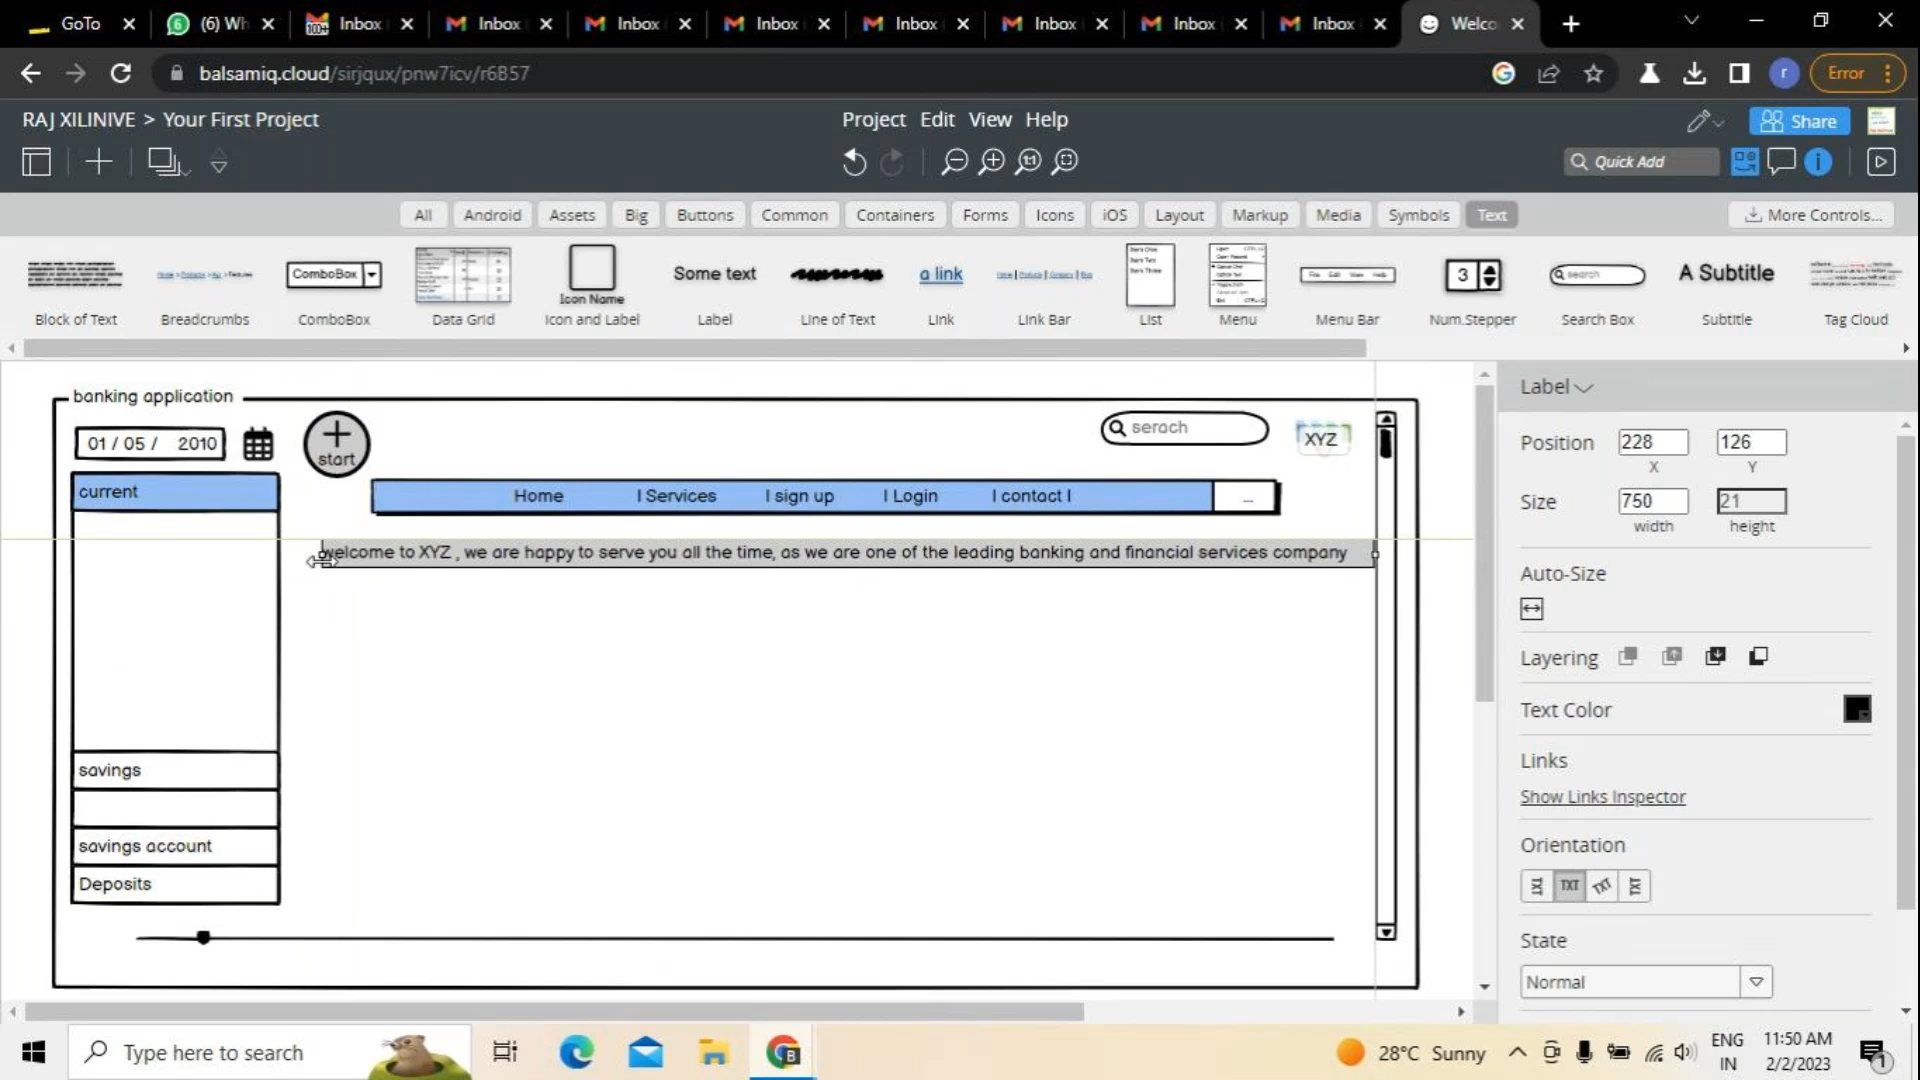 GoTo
(6) Wh
Inbox
Inbox
Inbox
Inbox
Inbox
Inbox
Inbox
Inbox
Welco
balsamiq.cloud/sirjqux/pnw7icv/r6B57
r
Error
RAJ XILINIVE > Your First Project
Project Edit View Help
Share
Quick Add
All Android Assets Big Buttons Common Containers Forms Icons iOS Layout Markup Media Symbols Text
More Controls...
ComboBox
Icon Name
Some text
a link
3
search
A Subtitle
Block of Text Breadcrumbs ComboBox Data Grid Icon and Label Label Line of Text Link Link Bar List Menu Menu Bar Num.Stepper Search Box Subtitle Tag Cloud
banking application
01 / 05 / 2010
start
serach
XYZ
current
Home | Services | sign up | Login | contact |
...
welcome to XYZ , we are happy to serve you all the time, as we are one of the leading banking and financial services company
savings
savings account
Deposits
Label
Position 228 126
X Y
Size 750 21
width height
Auto-Size
Layering
Text Color
Links
Show Links Inspector
Orientation
TXT TXT TXT TXT
State
Normal
Type here to search
28°C Sunny
ENG
IN
11:50 AM
2/2/2023
1